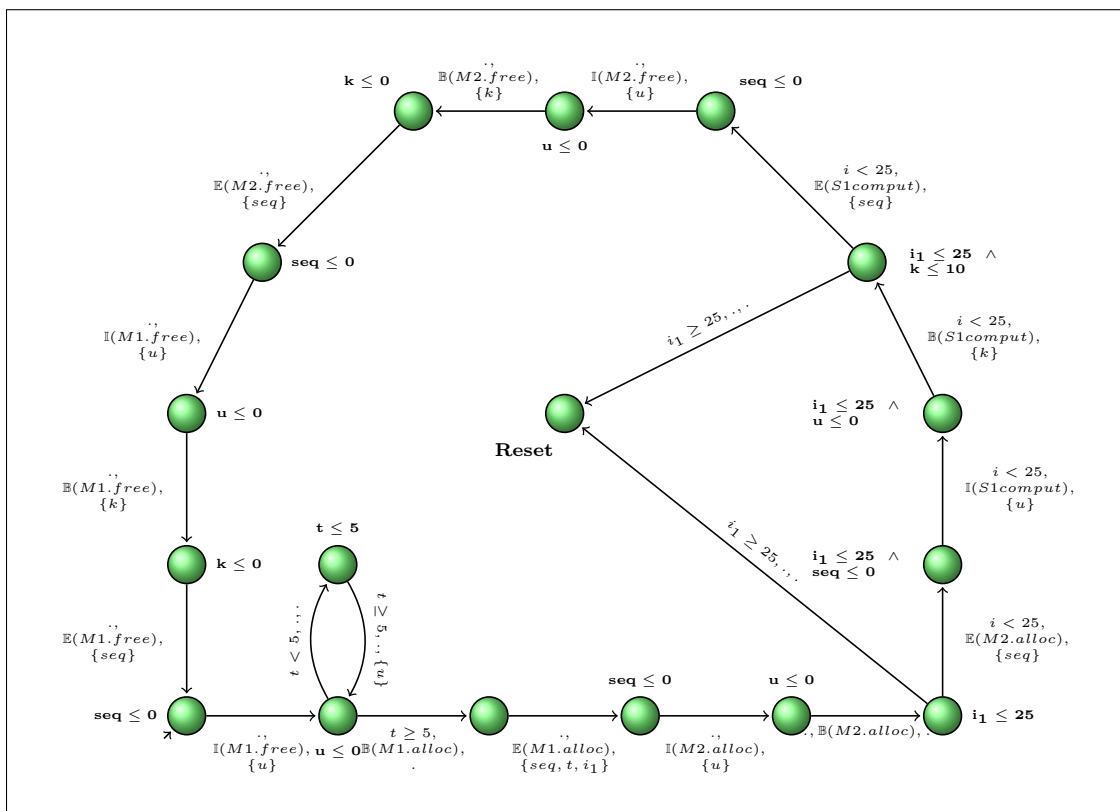 .,
𝔹(M2.free),
{k}
.,
𝕀(M2.free),
{u}
k ≤ 0
seq ≤ 0
u ≤ 0
.,
𝔼(M2.free),
{seq}
i < 25,
𝔼(S1comput),
{seq}
seq ≤ 0
i₁ ≤ 25 ∧
k ≤ 10
.,
𝕀(M1.free),
{u}
i₁ ≥ 25, ., .
i < 25,
𝔹(S1comput),
{k}
u ≤ 0
i₁ ≤ 25 ∧
u ≤ 0
Reset
.,
𝔹(M1.free),
{k}
i < 25,
𝕀(S1comput),
{u}
t ≤ 5
i₁ ≥ 25, ., .
k ≤ 0
i₁ ≤ 25 ∧
seq ≤ 0
.,
𝔼(M1.free),
{seq}
t < 5, ., .
t ≥ 5, ., {u}
i < 25,
𝔼(M2.alloc),
{seq}
seq ≤ 0
seq ≤ 0
u ≤ 0
i₁ ≤ 25
.,
𝕀(M1.free),
{u}
u ≤ 0
t ≥ 5,
𝔹(M1.alloc),
.
.,
𝔼(M1.alloc),
{seq, t, i₁}
.,
𝕀(M2.alloc),
{u}
., 𝔹(M2.alloc), .